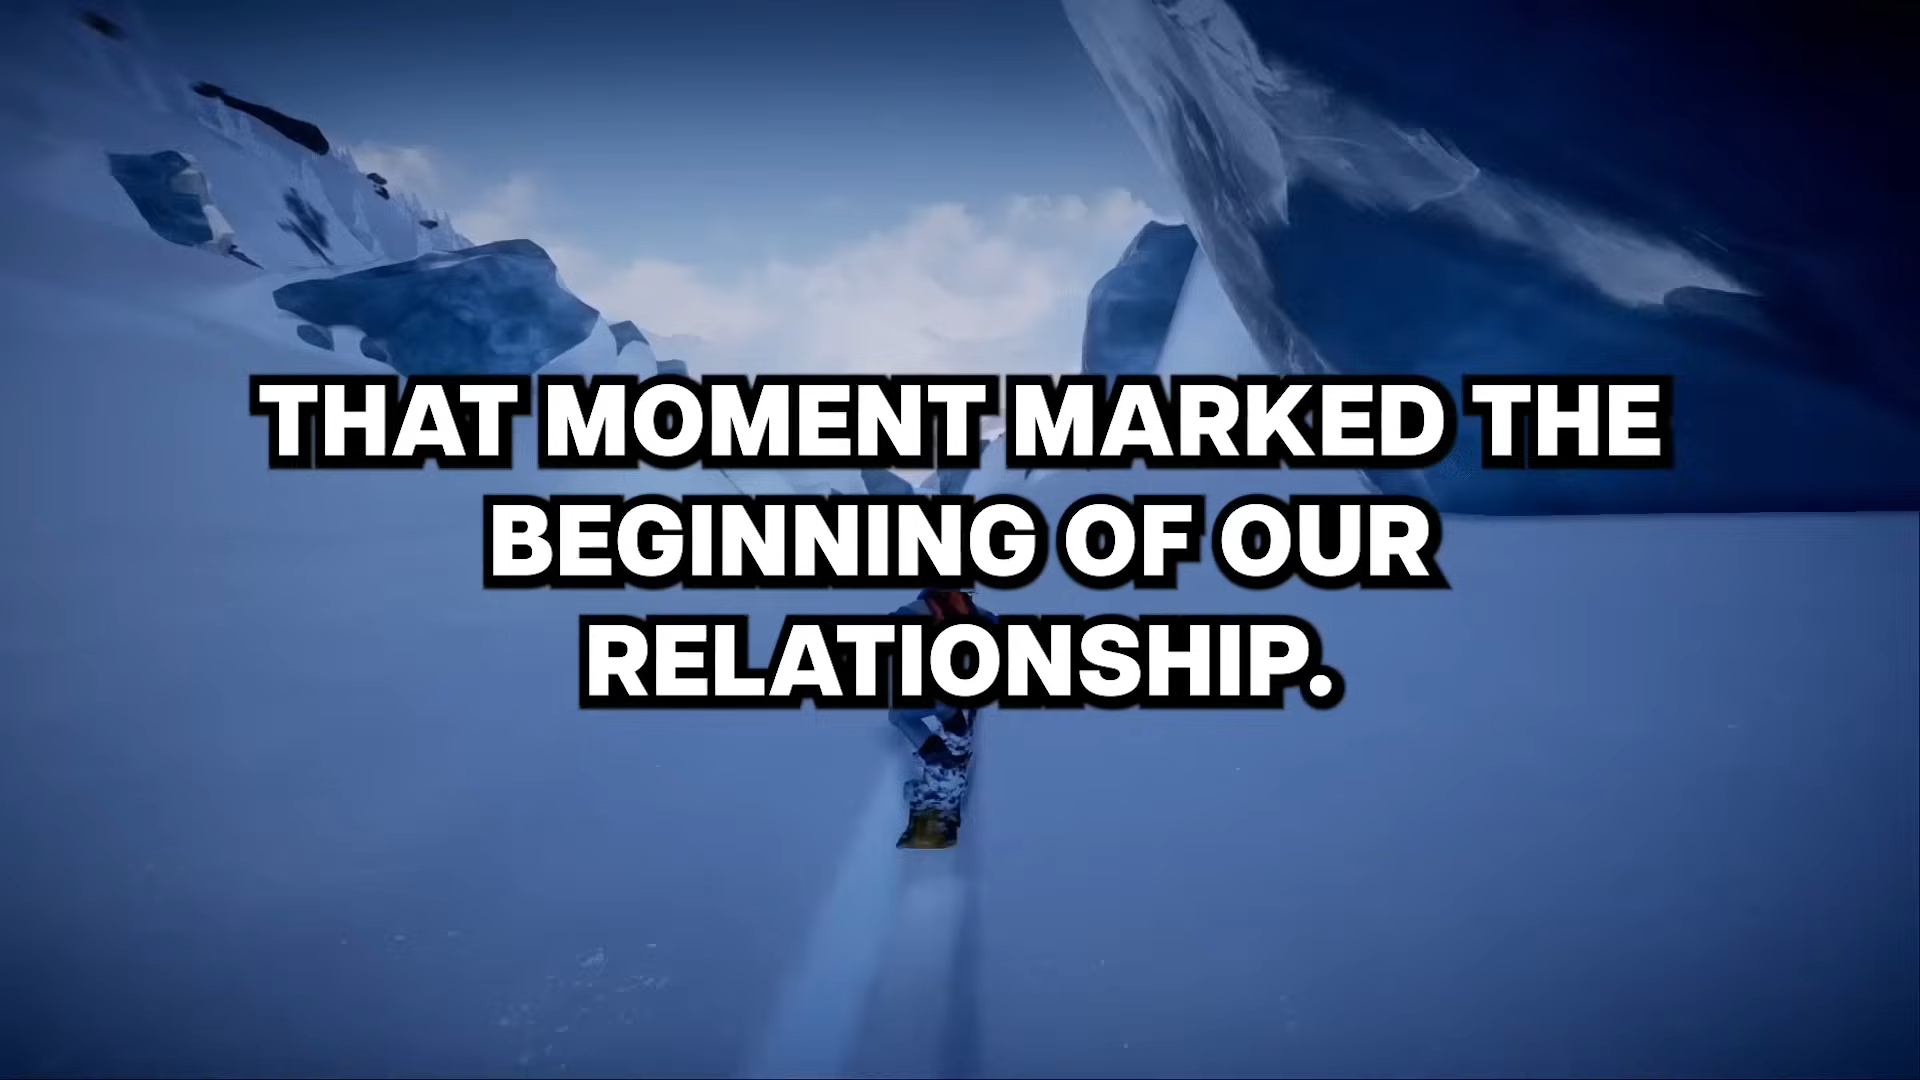 THAT MOMENT MARKED THE
BEGINNING OF OUR
RELATIONSHIP.